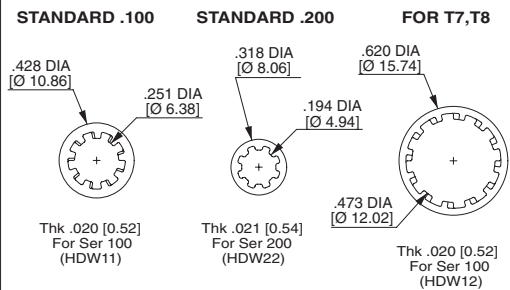 STANDARD .100
.428 DIA
[Ø 10.86]
.251 DIA
[Ø 6.38]
Thk .020 [0.52]
For Ser 100
(HDW11)
STANDARD .200
.318 DIA
[Ø 8.06]
.194 DIA
[Ø 4.94]
Thk .021 [0.54]
For Ser 200
(HDW22)
FOR T7,T8
.620 DIA
[Ø 15.74]
.473 DIA
[Ø 12.02]
Thk .020 [0.52]
For Ser 100
(HDW12)